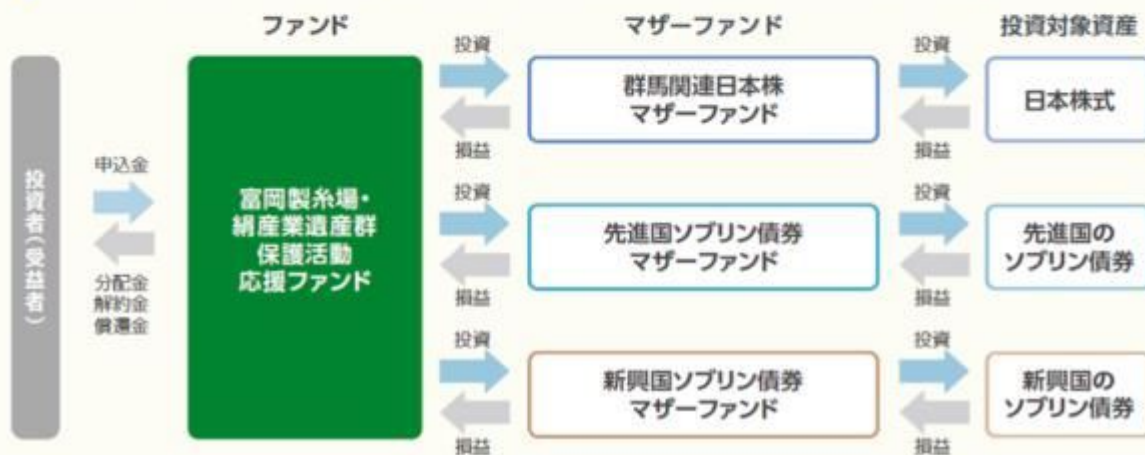 ファンド
マザーファンド
投資対象資産
投資者（受益者）
申込金
分配金
解約金
償還金
富岡製糸場・
絹産業遺産群
保護活動
応援ファンド
投資
損益
群馬関連日本株
マザーファンド
投資
損益
日本株式
投資
損益
先進国ソブリン債券
マザーファンド
投資
損益
先進国の
ソブリン債券
投資
損益
新興国ソブリン債券
マザーファンド
投資
損益
新興国の
ソブリン債券